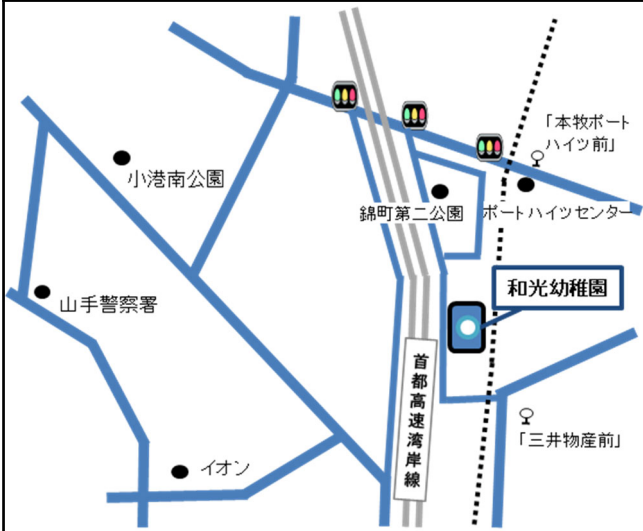 「本牧ポート
ハイツ前」
小港南公園
錦町第二公園
ポートハイツセンター
和光幼稚園
山手警察署
首都高速湾岸線
「三井物産前」
イオン